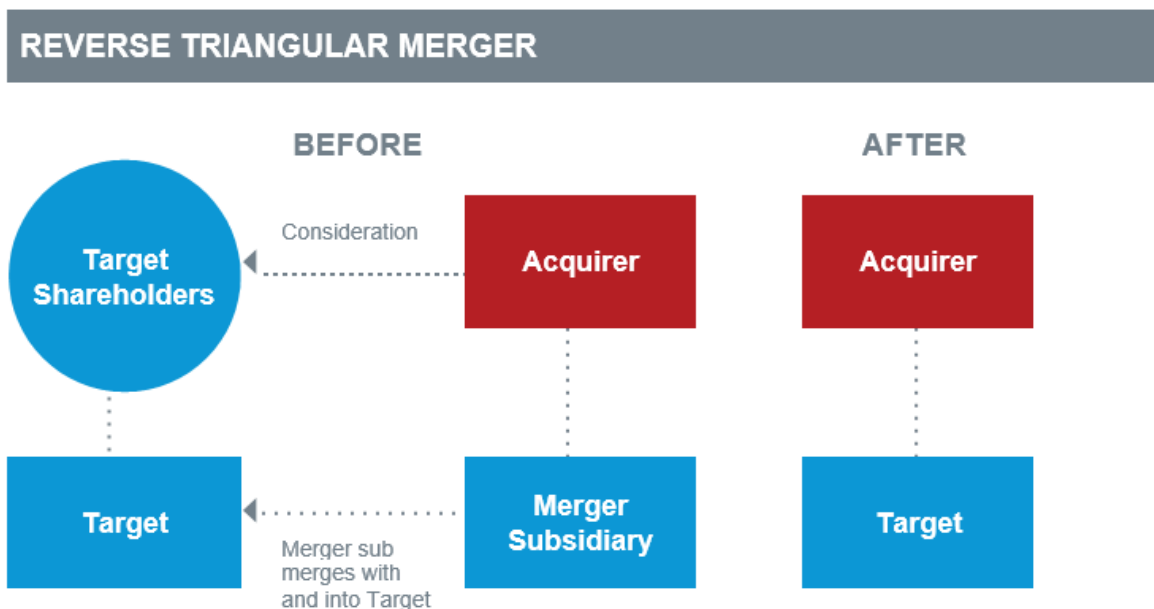 REVERSE TRIANGULAR MERGER
BEFORE
AFTER
Target
Shareholders
Consideration
Acquirer
Acquirer
Target
Merger sub
merges with
and into Target
Merger
Subsidiary
Target